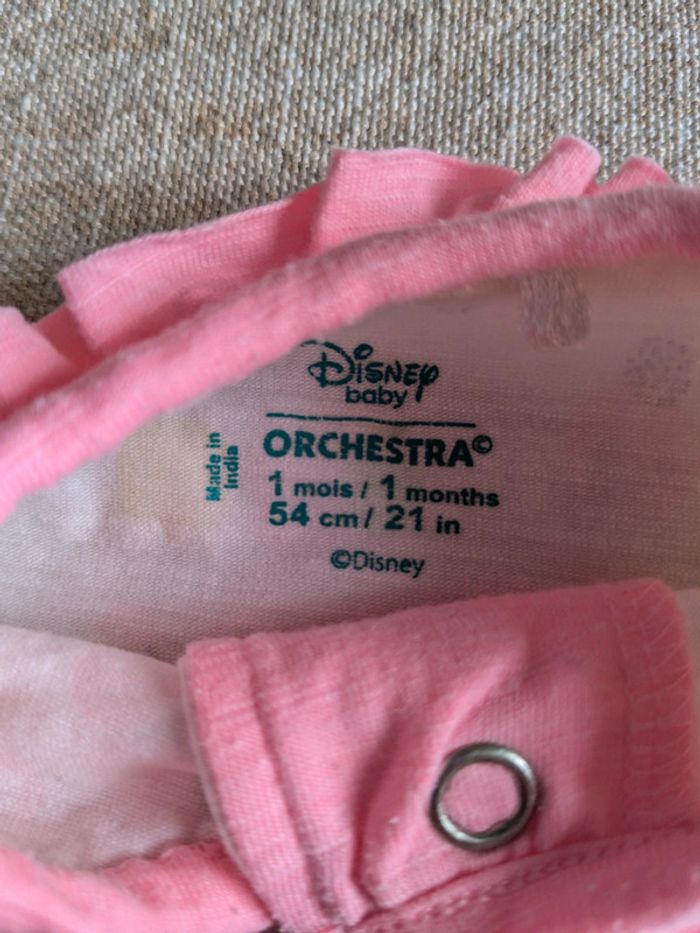 Disney
baby
ORCHESTRA©
Made in
India
1 mois / 1 months
54 cm / 21 in
©Disney